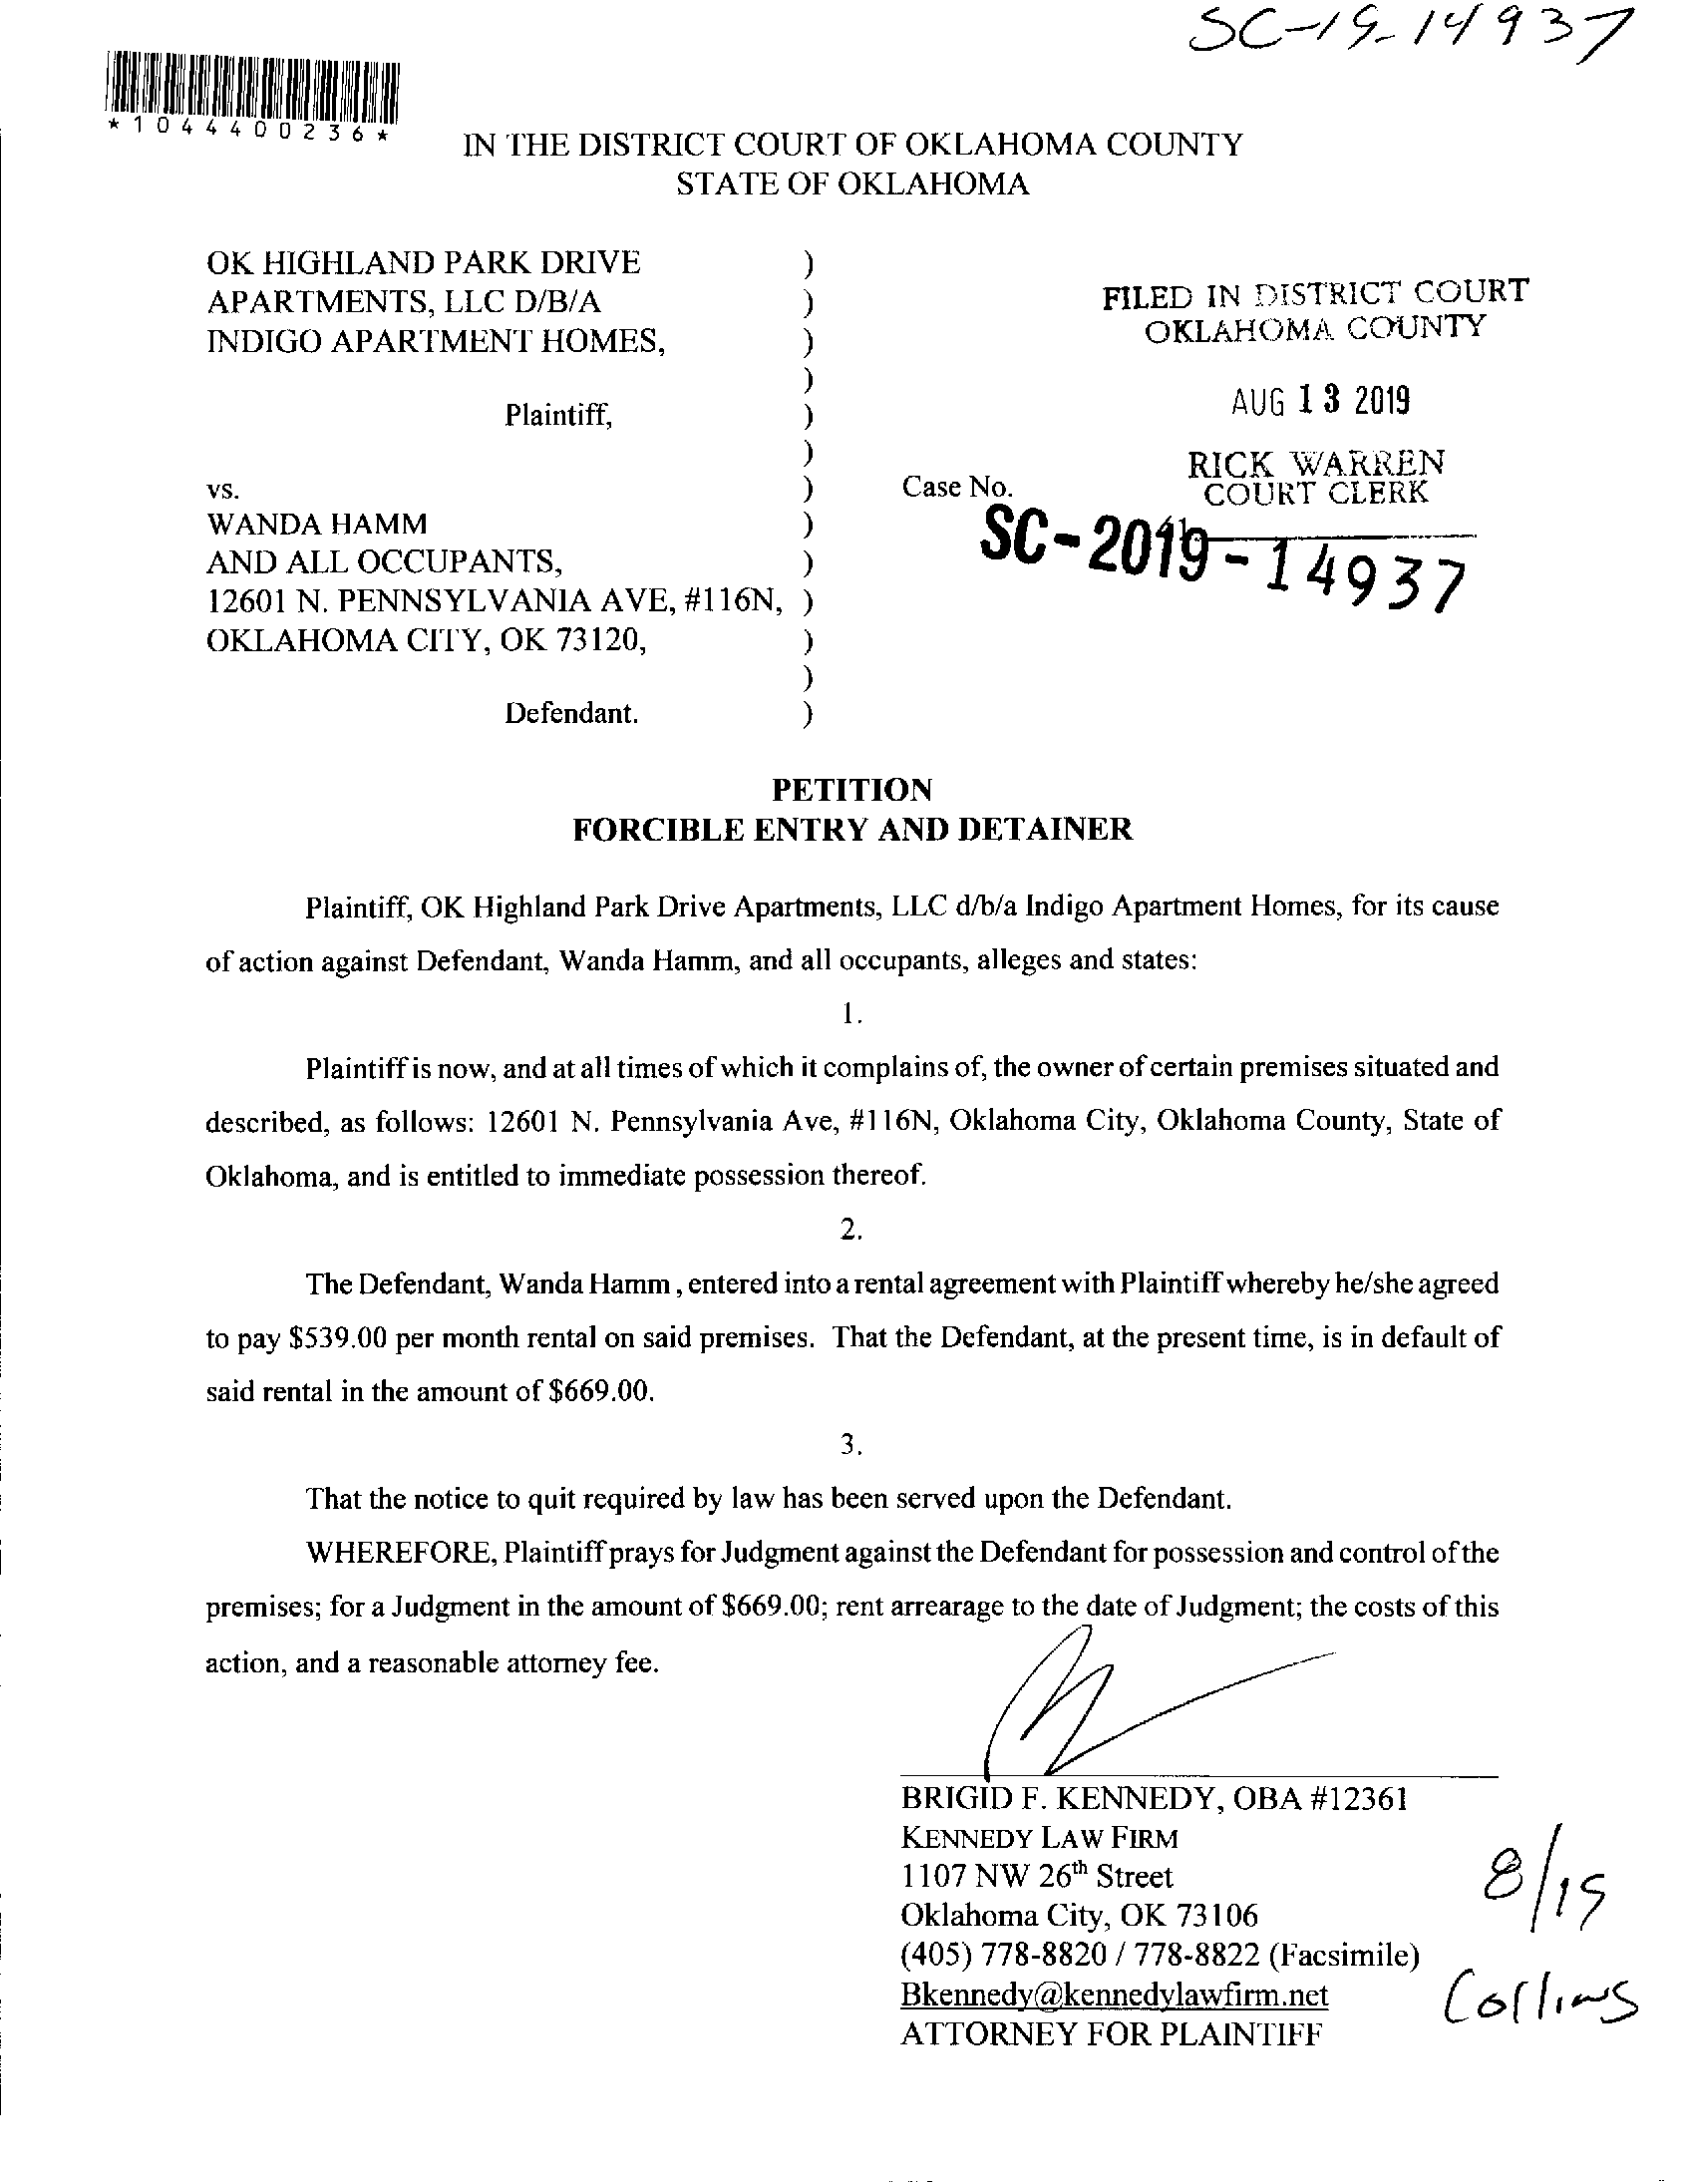 SC-19-14937
*1044400236*
IN THE DISTRICT COURT OF OKLAHOMA COUNTY
STATE OF OKLAHOMA
OK HIGHLAND PARK DRIVE )
APARTMENTS, LLC D/B/A )
INDIGO APARTMENT HOMES, )
)
Plaintiff, )
)
vs. )
WANDA HAMM )
AND ALL OCCUPANTS, )
12601 N. PENNSYLVANIA AVE, #116N, )
OKLAHOMA CITY, OK 73120, )
)
Defendant. )
FILED IN DISTRICT COURT
OKLAHOMA COUNTY
AUG 13 2019
RICK WARREN
COURT CLERK
Case No.
SC-2019-14937
PETITION
FORCIBLE ENTRY AND DETAINER
Plaintiff, OK Highland Park Drive Apartments, LLC d/b/a Indigo Apartment Homes, for its cause
of action against Defendant, Wanda Hamm, and all occupants, alleges and states:
1.
Plaintiff is now, and at all times of which it complains of, the owner of certain premises situated and
described, as follows: 12601 N. Pennsylvania Ave, #116N, Oklahoma City, Oklahoma County, State of
Oklahoma, and is entitled to immediate possession thereof.
2.
The Defendant, Wanda Hamm , entered into a rental agreement with Plaintiff whereby he/she agreed
to pay $539.00 per month rental on said premises. That the Defendant, at the present time, is in default of
said rental in the amount of $669.00.
3.
That the notice to quit required by law has been served upon the Defendant.
WHEREFORE, Plaintiff prays for Judgment against the Defendant for possession and control of the
premises; for a Judgment in the amount of $669.00; rent arrearage to the date of Judgment; the costs of this
action, and a reasonable attorney fee.
BRIGID F. KENNEDY, OBA #12361
KENNEDY LAW FIRM
1107 NW 26th Street
Oklahoma City, OK 73106
(405) 778-8820 / 778-8822 (Facsimile)
Bkennedy@kennedylawfirm.net
ATTORNEY FOR PLAINTIFF
8/19
Collins